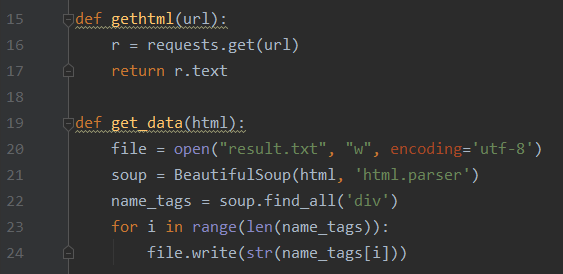 15 def gethtml(url):
16     r = requests.get(url)
17     return r.text
18
19 def get_data(html):
20     file = open("result.txt", "w", encoding='utf-8')
21     soup = BeautifulSoup(html, 'html.parser')
22     name_tags = soup.find_all('div')
23     for i in range(len(name_tags)):
24         file.write(str(name_tags[i]))